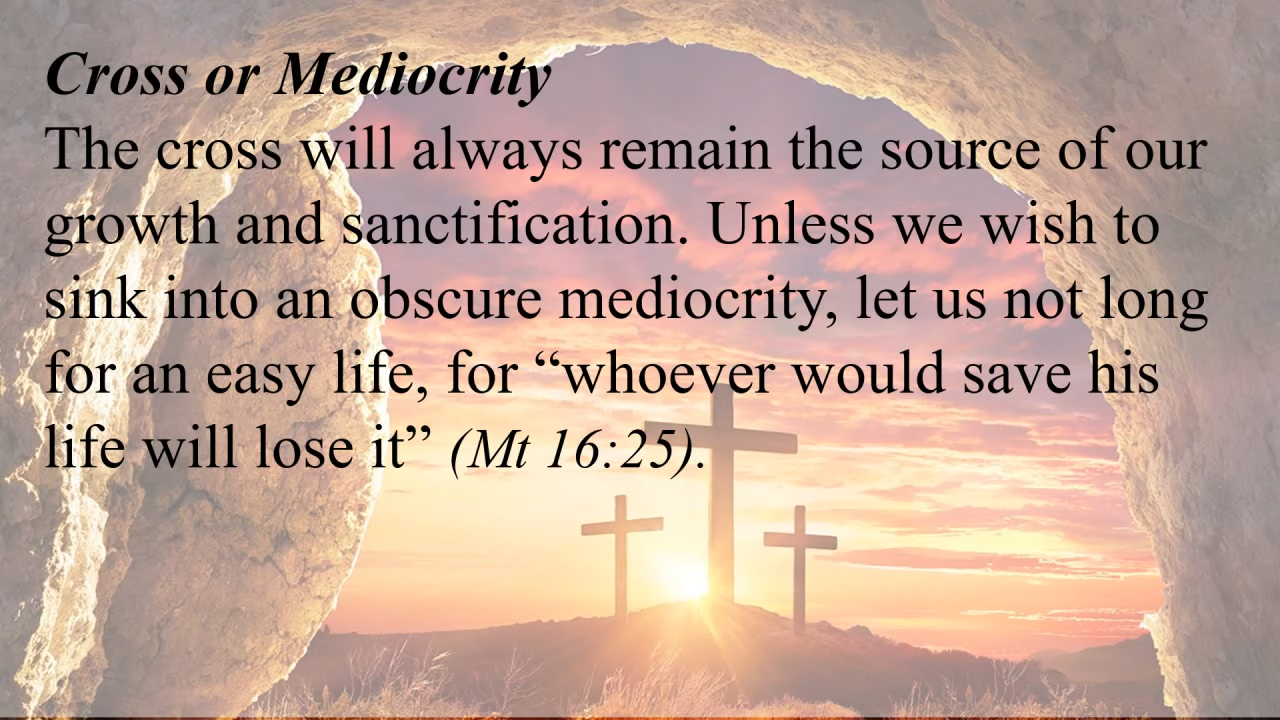 Cross or Mediocrity
The cross will always remain the source of our
growth and sanctification. Unless we wish to
sink into an obscure mediocrity, let us not long
for an easy life, for “whoever would save his
life will lose it” (Mt 16:25).